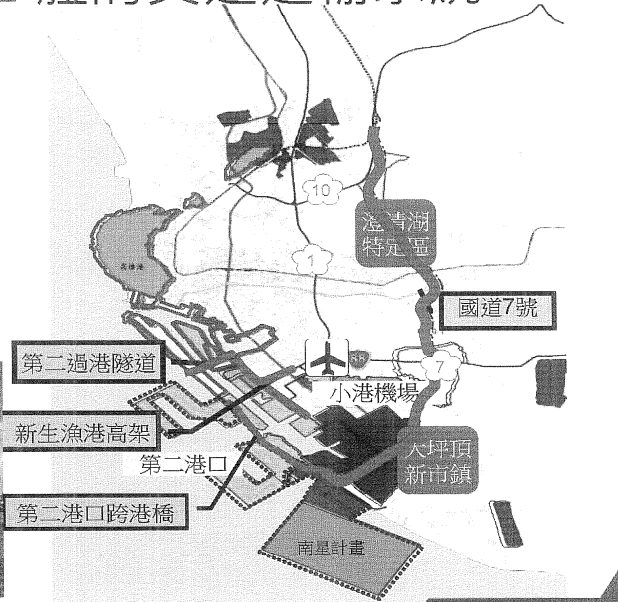 10
澄清湖
特定區
1
國道7號
第二過港隧道
88
7
小港機場
新生漁港高架
大坪頂
新市鎮
第二港口
第二港口跨港橋
南星計畫